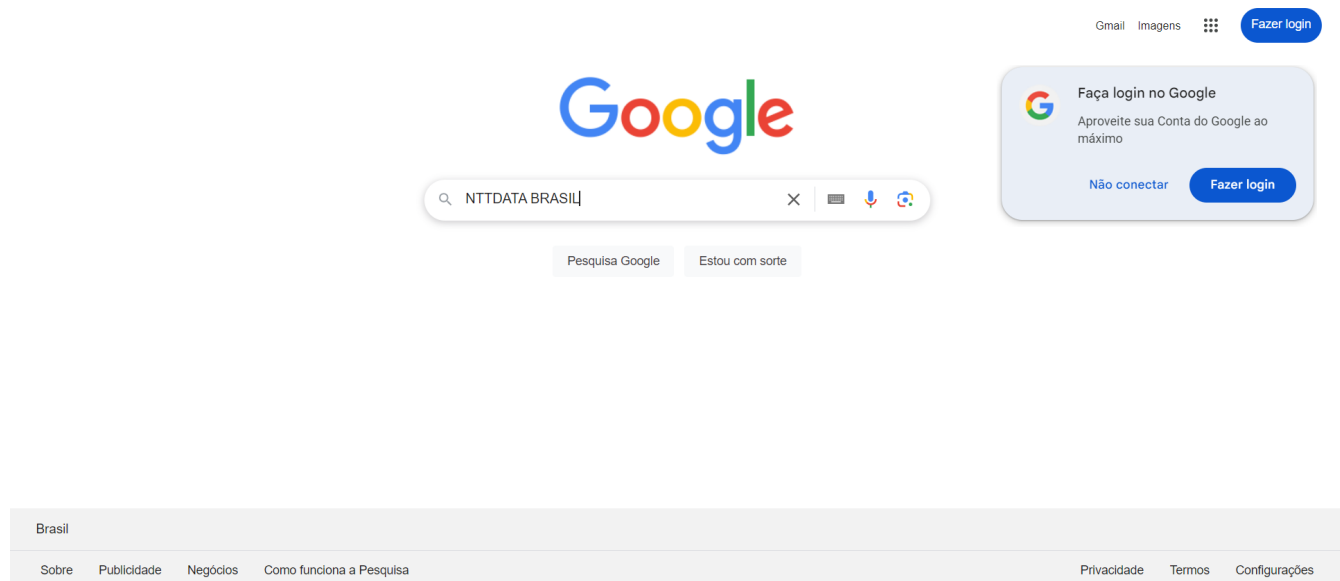 Gmail Imagens Fazer login
Google
Faça login no Google
Aproveite sua Conta do Google ao
máximo
Não conectar Fazer login
NTTDATA BRASIL
Pesquisa Google Estou com sorte
Brasil
Sobre Publicidade Negócios Como funciona a Pesquisa Privacidade Termos Configurações